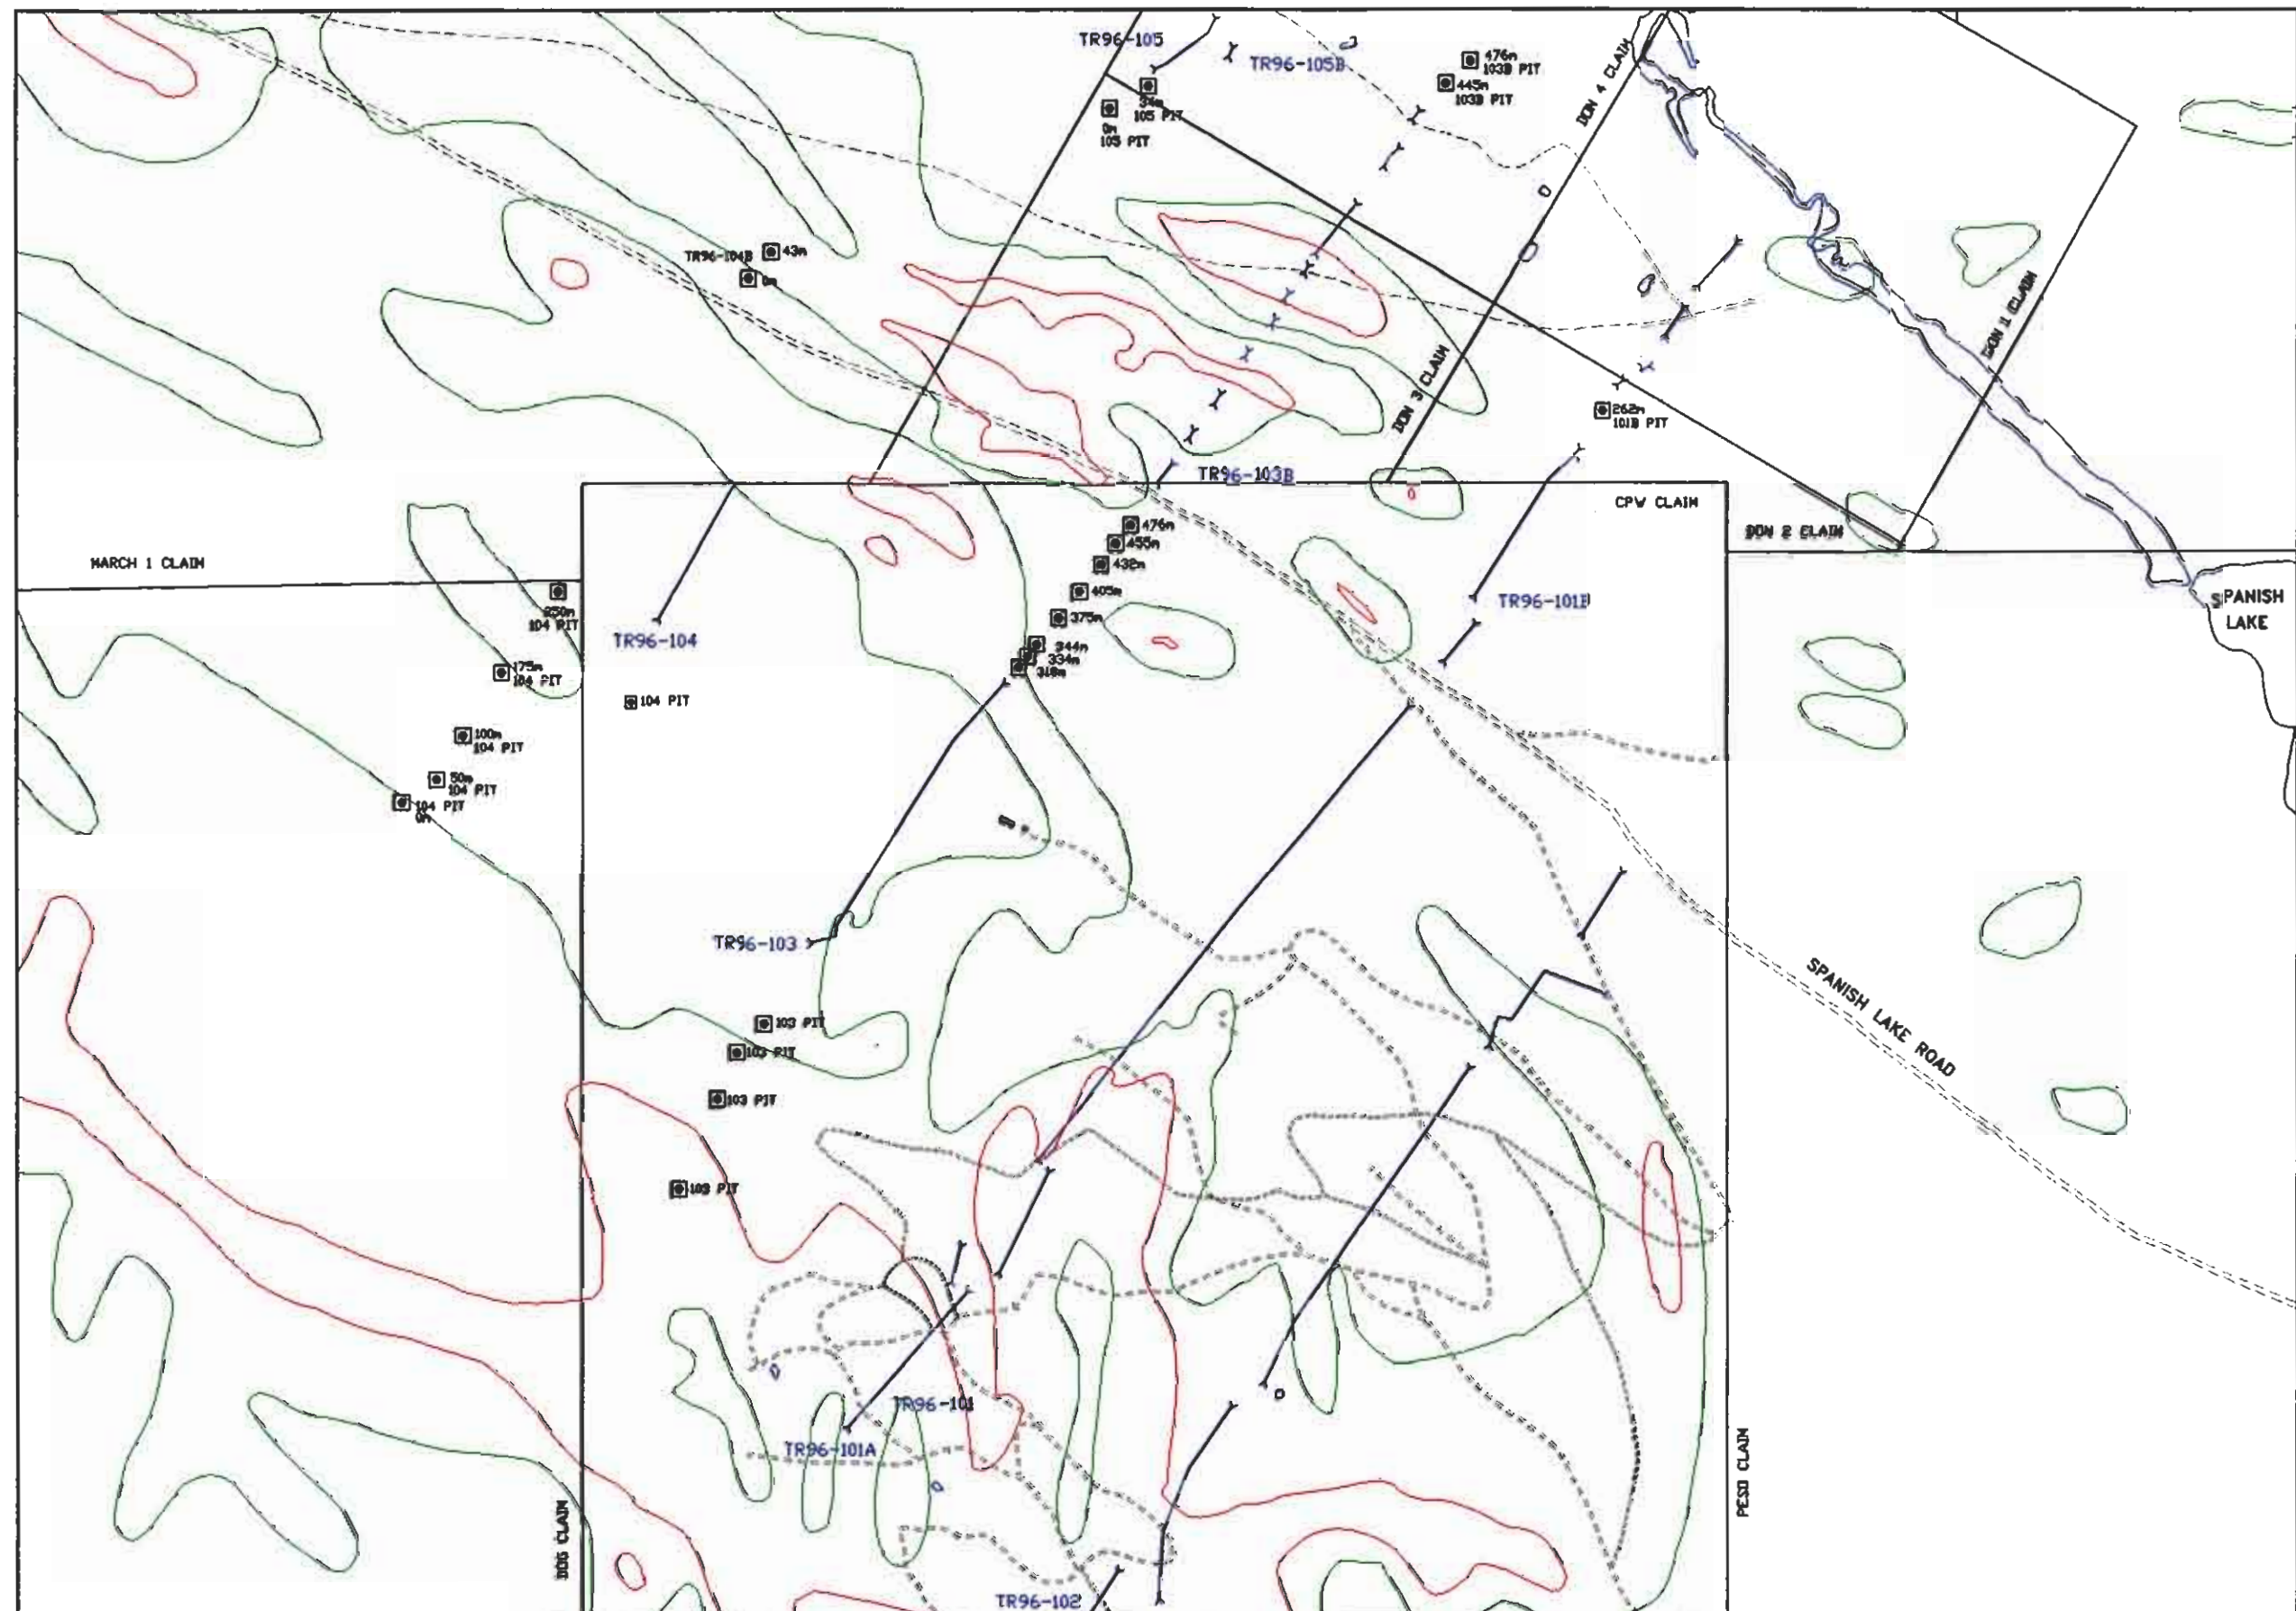 TR96-105
TR96-105B
476m
103B PIT
445m
103B PIT
34m
105 PIT
0m
105 PIT
DON 4 CLAIM
TR96-104B
43m
0m
DON 3 CLAIM
DON 11 CLAIM
262m
101B PIT
TR96-103B
CPW CLAIM
DON 2 CLAIM
MARCH 1 CLAIM
476m
455m
432m
405m
375m
344m
334m
318m
250m
104 PIT
TR96-104
TR96-101B
SPANISH
LAKE
175m
104 PIT
104 PIT
100m
104 PIT
50m
104 PIT
104 PIT
0m
TR96-103
SPANISH LAKE ROAD
103 PIT
103 PIT
103 PIT
103 PIT
TR96-101
TR96-101A
DOG CLAIM
PESO CLAIM
TR96-102